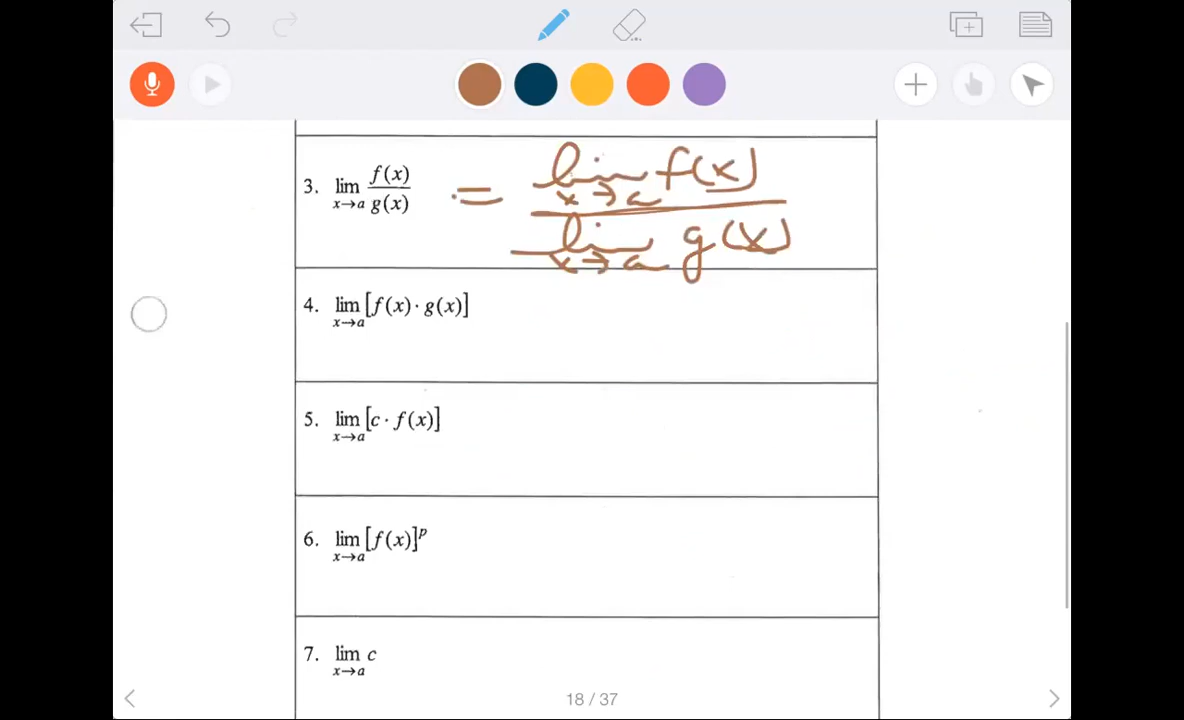 3. lim x→a f(x)/g(x) = lim x→a f(x) / lim x→a g(x)
4. lim x→a [f(x) · g(x)]
5. lim x→a [c · f(x)]
6. lim x→a [f(x)]^p
7. lim x→a c
18 / 37